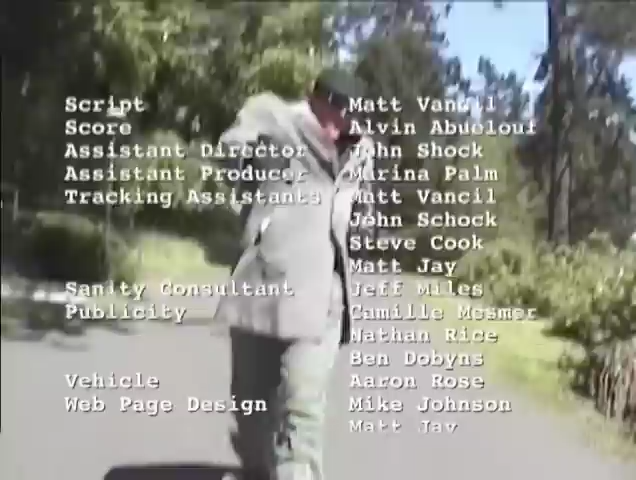 Script Matt Vancil
Score Alvin Abuelouf
Assistant Director John Shock
Assistant Producer Marina Palm
Tracking Assistants Matt Vancil
John Schock
Steve Cook
Matt Jay
Sanity Consultant Jeff Miles
Publicity Camille Mesmer
Nathan Rice
Ben Dobyns
Vehicle Aaron Rose
Web Page Design Mike Johnson
Matt Jay